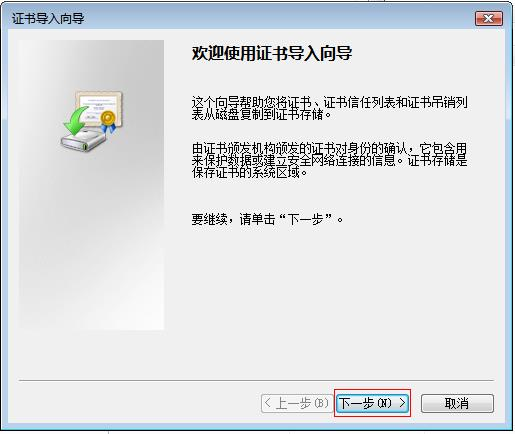 证书导入向导
欢迎使用证书导入向导
这个向导帮助您将证书、证书信任列表和证书吊销列
表从磁盘复制到证书存储。
由证书颁发机构颁发的证书对身份的确认，它包含用
来保护数据或建立安全网络连接的信息。证书存储是
保存证书的系统区域。
要继续，请单击“下一步”。
< 上一步(B)
下一步(N) >
取消